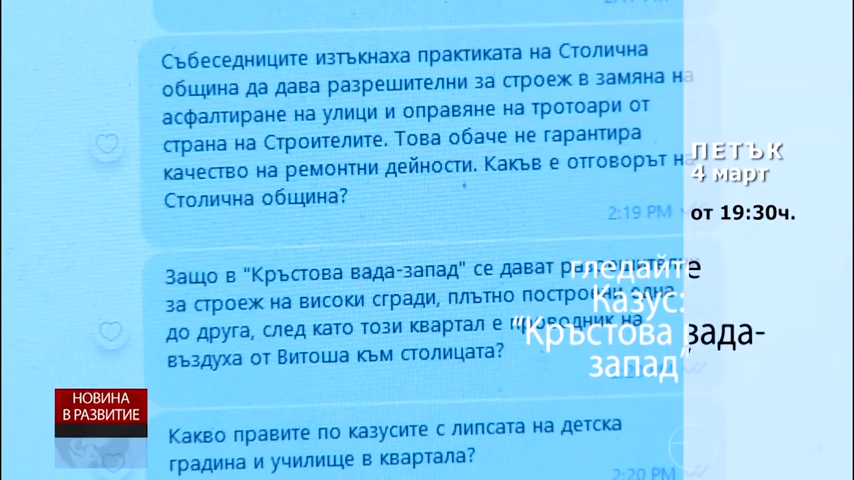 Събеседниците изтъкнаха практиката на Столична
община да дава разрешителни за строеж в замяна на
асфалтиране на улици и оправяне на тротоари от
страна на Строителите. Това обаче не гарантира
качество на ремонтни дейности. Какъв е отговорът на
Столична община?
2:19 PM
Защо в "Кръстова вада-запад" се дават
за строеж на високи сгради, плътно построени една
до друга, след като този квартал е проводник на
въздуха от Витоша към столицата?
Какво правите по казусите с липсата на детска
градина и училище в квартала?
2:20 PM
ПЕТЪК
4 март
от 19:30ч.
гледайте
Казус:
"Кръстова вада-
запад"
НОВИНА
В РАЗВИТИЕ